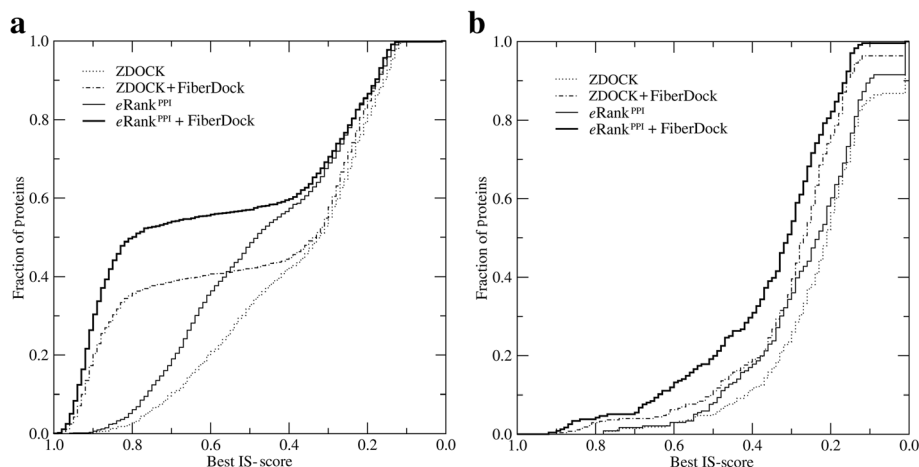 a
1.0
0.8
0.6
0.4
0.2
0.0
Fraction of proteins
ZDOCK
ZDOCK+FiberDock
eRankPPI
eRankPPI + FiberDock
1.0 0.8 0.6 0.4 0.2 0.0
Best IS-score
b
1.0
0.8
0.6
0.4
0.2
0.0
Fraction of proteins
ZDOCK
ZDOCK+FiberDock
eRankPPI
eRankPPI + FiberDock
1.0 0.8 0.6 0.4 0.2 0.0
Best IS-score